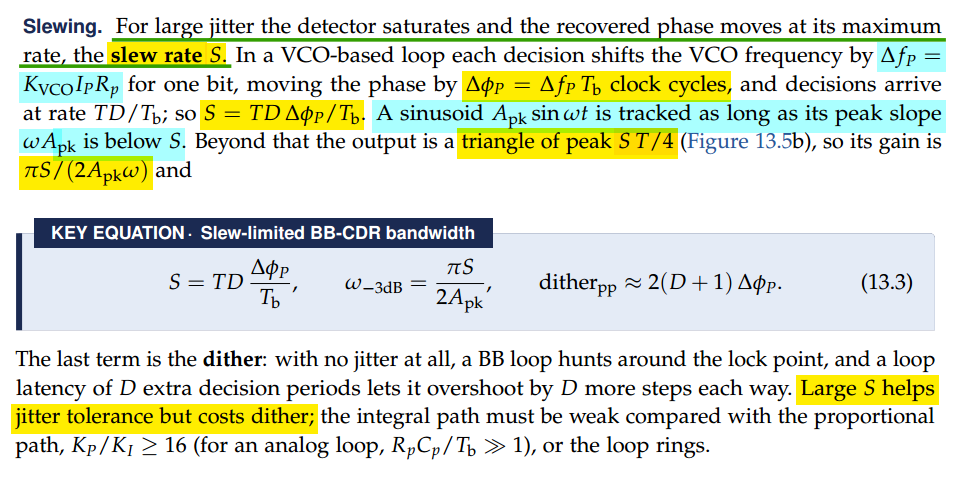 Slewing. For large jitter the detector saturates and the recovered phase moves at its maximum
rate, the slew rate S. In a VCO-based loop each decision shifts the VCO frequency by Δf_P =
K_VCO I_P R_p for one bit, moving the phase by Δϕ_P = Δf_P T_b clock cycles, and decisions arrive
at rate TD/T_b; so S = TD Δϕ_P/T_b. A sinusoid A_pk sin ωt is tracked as long as its peak slope
ωA_pk is below S. Beyond that the output is a triangle of peak S T/4 (Figure 13.5b), so its gain is
πS/(2A_pkω) and
KEY EQUATION · Slew-limited BB-CDR bandwidth
S = TD Δϕ_P/T_b, ω_−3dB = πS/2A_pk, dither_pp ≈ 2(D + 1) Δϕ_P. (13.3)
The last term is the dither: with no jitter at all, a BB loop hunts around the lock point, and a loop
latency of D extra decision periods lets it overshoot by D more steps each way. Large S helps
jitter tolerance but costs dither; the integral path must be weak compared with the proportional
path, K_P/K_I ≥ 16 (for an analog loop, R_pC_p/T_b ≫ 1), or the loop rings.